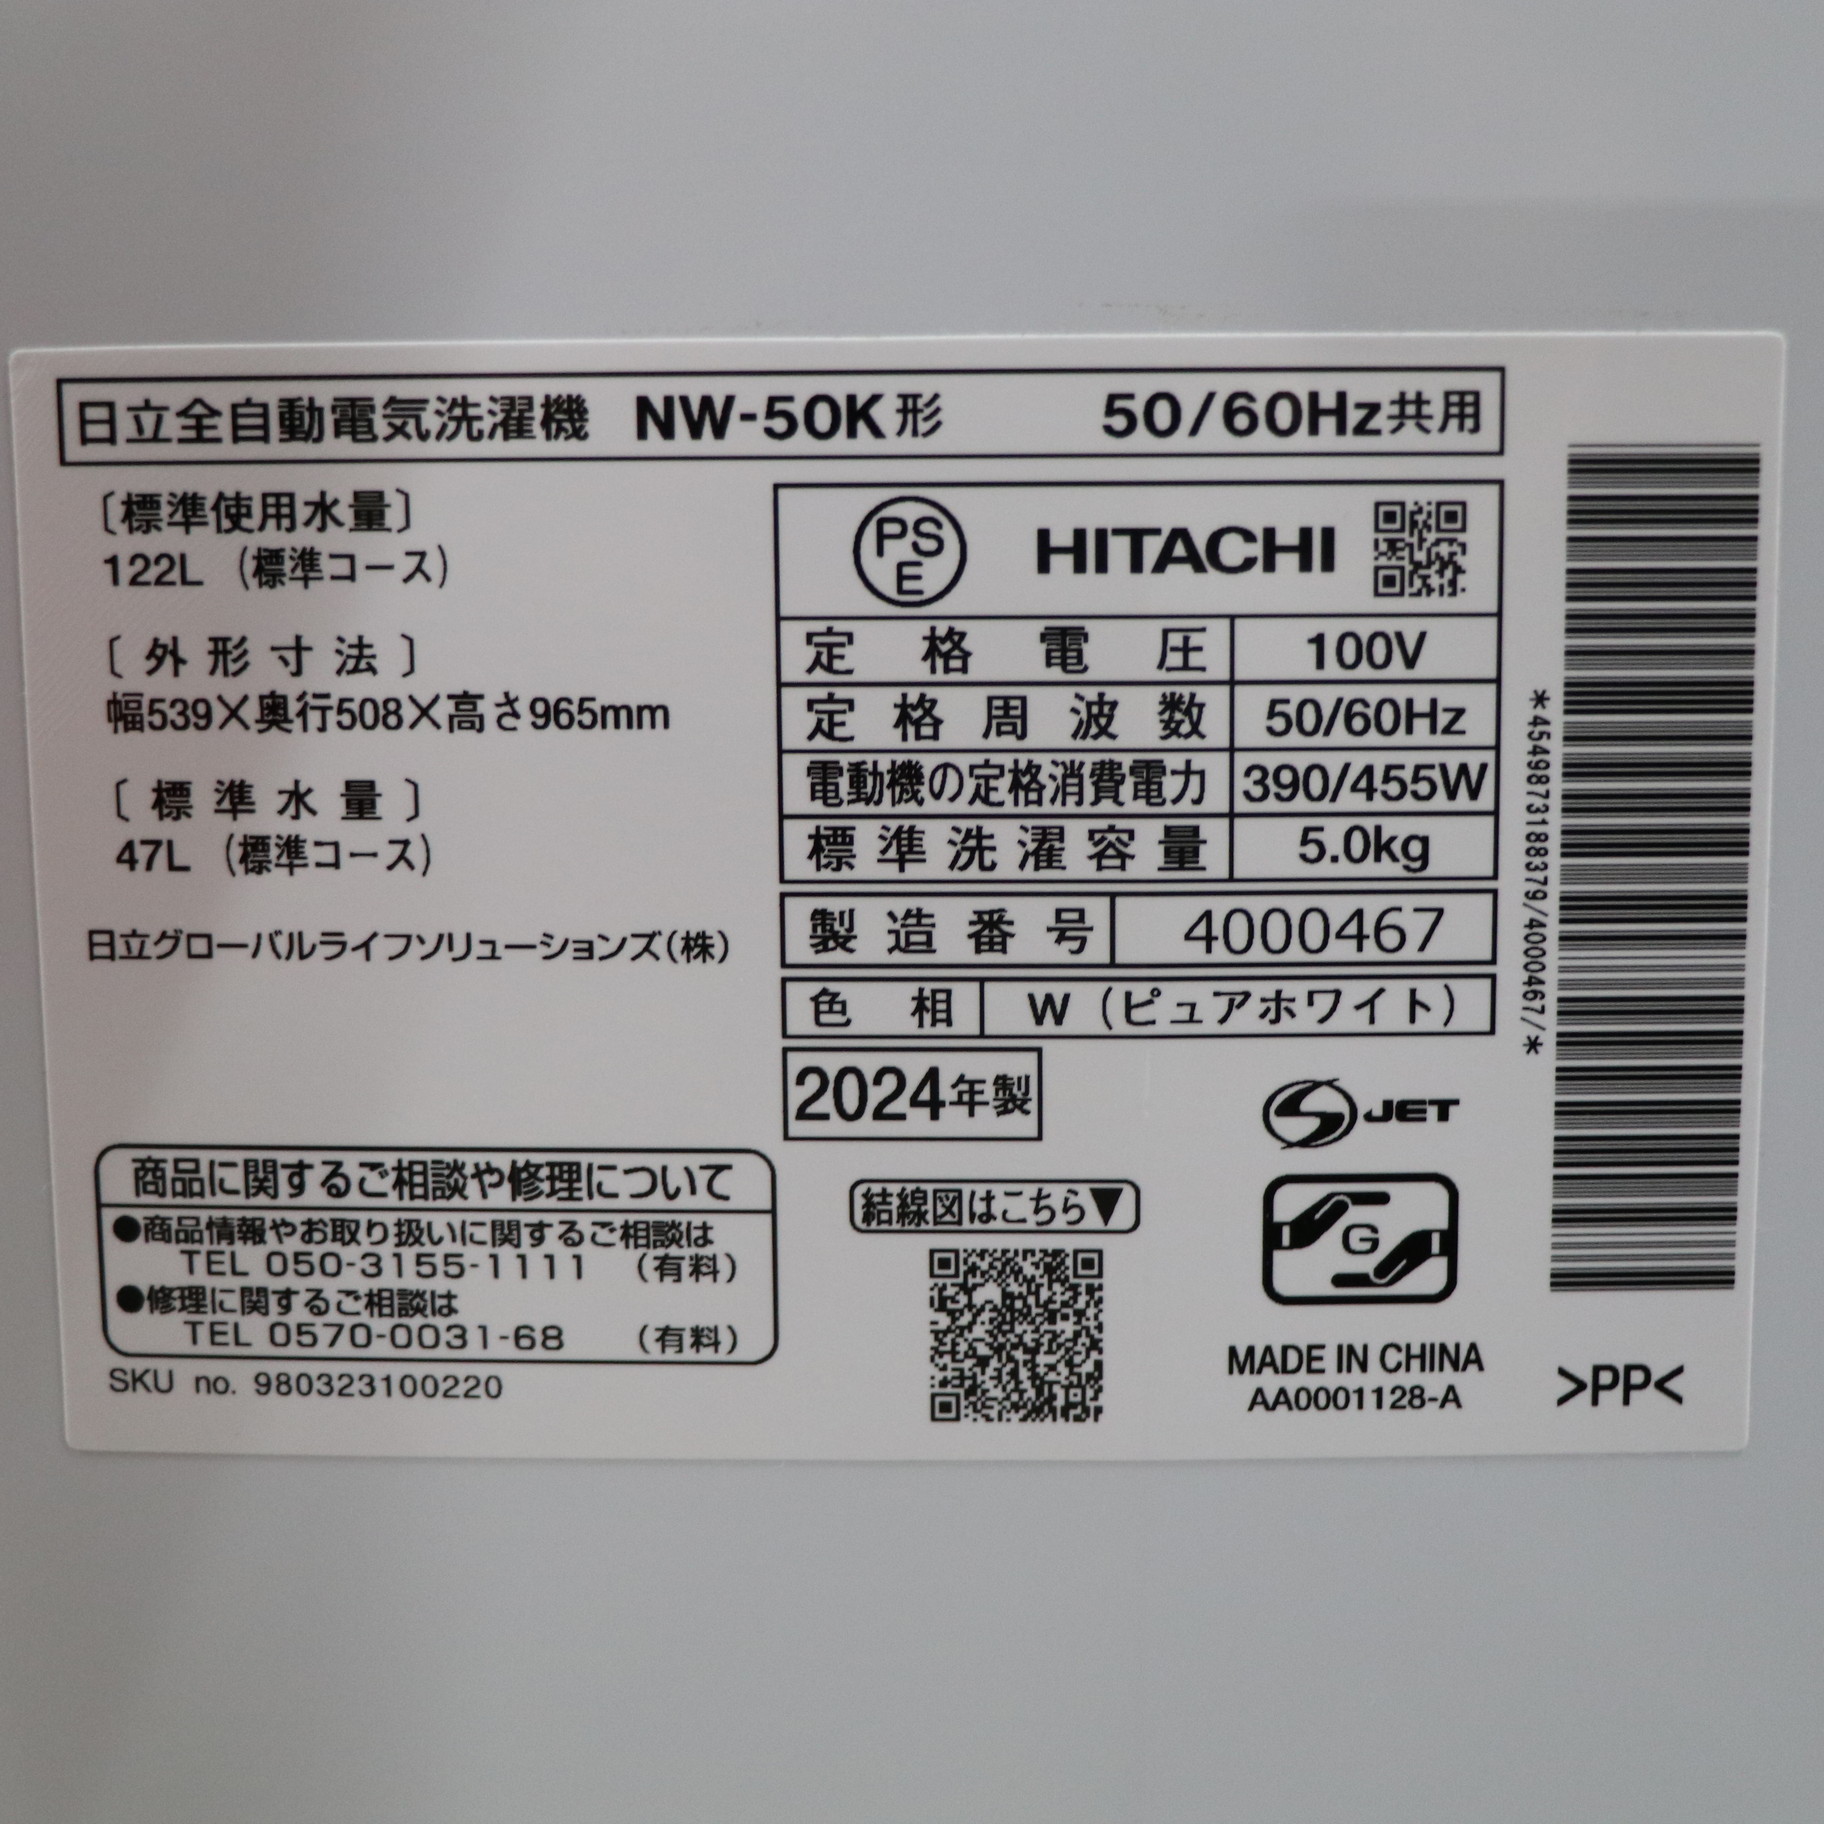 日立全自動電気洗濯機 NW-50K形 50/60Hz共用
〔標準使用水量〕
122L (標準コース)
〔外形寸法〕
幅539×奥行508×高さ965mm
〔標準水量〕
47L (標準コース)
日立グローバルライフソリューションズ(株)
PS
E
HITACHI
定格電圧 100V
定格周波数 50/60Hz
電動機の定格消費電力 390/455W
標準洗濯容量 5.0kg
製造番号 4000467
色相 W (ピュアホワイト)
2024年製
商品に関するご相談や修理について
●商品情報やお取り扱いに関するご相談は
TEL 050-3155-1111 (有料)
●修理に関するご相談は
TEL 0570-0031-68 (有料)
SKU no. 980323100220
結線図はこちら▼
S JET
G
MADE IN CHINA
AA0001128-A
*4549873188379/4000467/*
>PP<